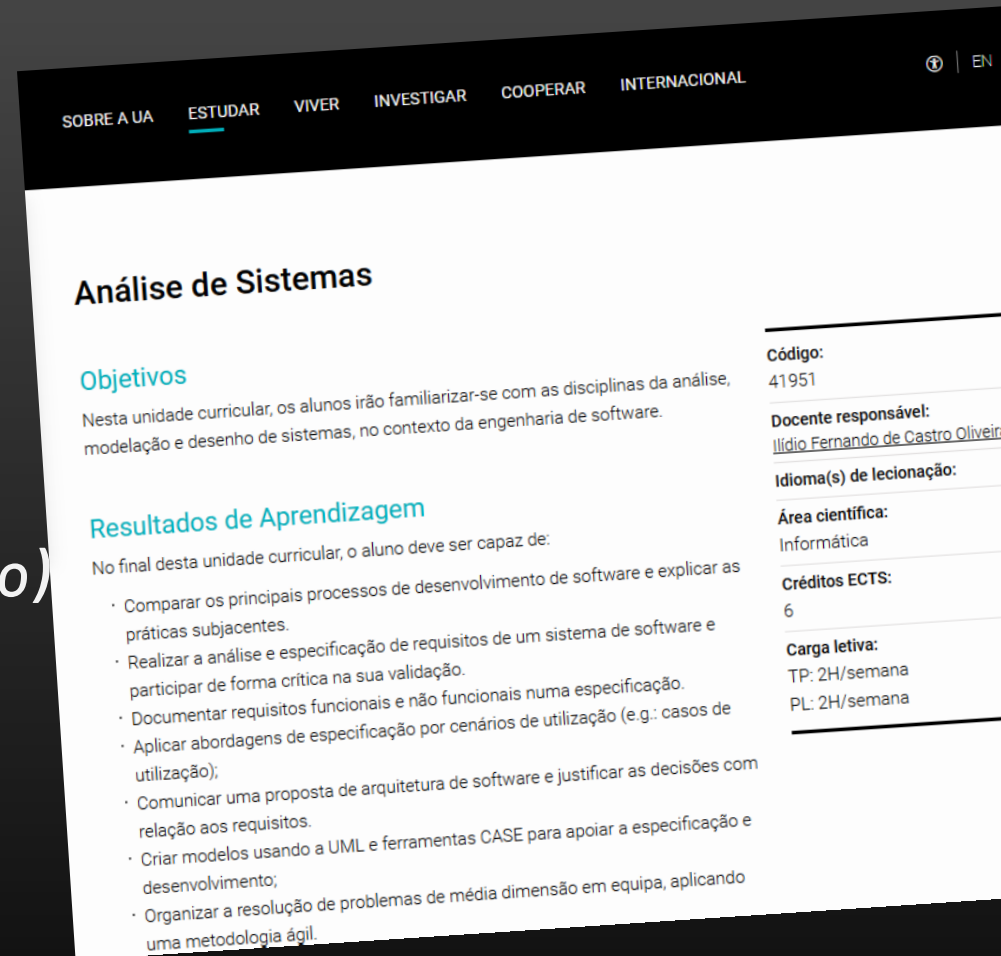 SOBRE A UA ESTUDAR VIVER INVESTIGAR COOPERAR INTERNACIONAL EN
Análise de Sistemas
Objetivos
Nesta unidade curricular, os alunos irão familiarizar-se com as disciplinas da análise,
modelação e desenho de sistemas, no contexto da engenharia de software.
Resultados de Aprendizagem
No final desta unidade curricular, o aluno deve ser capaz de:
· Comparar os principais processos de desenvolvimento de software e explicar as
práticas subjacentes.
· Realizar a análise e especificação de requisitos de um sistema de software e
participar de forma crítica na sua validação.
· Documentar requisitos funcionais e não funcionais numa especificação.
· Aplicar abordagens de especificação por cenários de utilização (e.g.: casos de
utilização);
· Comunicar uma proposta de arquitetura de software e justificar as decisões com
relação aos requisitos.
· Criar modelos usando a UML e ferramentas CASE para apoiar a especificação e
desenvolvimento;
· Organizar a resolução de problemas de média dimensão em equipa, aplicando
uma metodologia ágil.
Código:
41951
Docente responsável:
Ilídio Fernando de Castro Oliveira
Idioma(s) de lecionação:
Área científica:
Informática
Créditos ECTS:
6
Carga letiva:
TP: 2H/semana
PL: 2H/semana
o)